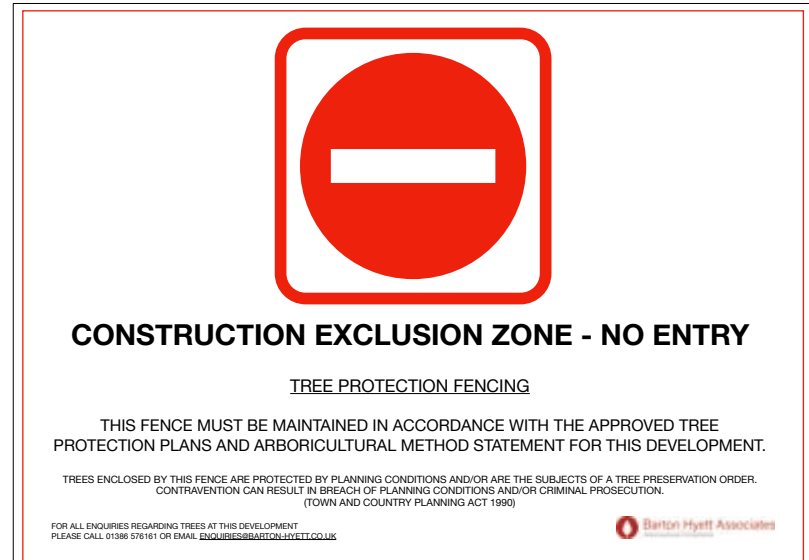 CONSTRUCTION EXCLUSION ZONE - NO ENTRY
TREE PROTECTION FENCING
THIS FENCE MUST BE MAINTAINED IN ACCORDANCE WITH THE APPROVED TREE
PROTECTION PLANS AND ARBORICULTURAL METHOD STATEMENT FOR THIS DEVELOPMENT.
TREES ENCLOSED BY THIS FENCE ARE PROTECTED BY PLANNING CONDITIONS AND/OR ARE THE SUBJECTS OF A TREE PRESERVATION ORDER.
CONTRAVENTION CAN RESULT IN BREACH OF PLANNING CONDITIONS AND/OR CRIMINAL PROSECUTION.
(TOWN AND COUNTRY PLANNING ACT 1990)
FOR ALL ENQUIRIES REGARDING TREES AT THIS DEVELOPMENT
PLEASE CALL 01386 576161 OR EMAIL ENQUIRIES@BARTON-HYETT.CO.UK
Barton Hyett Associates